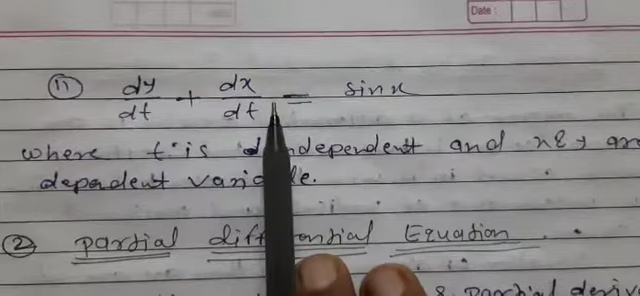 Date :
11) dy/dt + dx/dt = sin x
where t is independent and x & y are
dependent variable.
② partial differential Equation .
& partial deriv